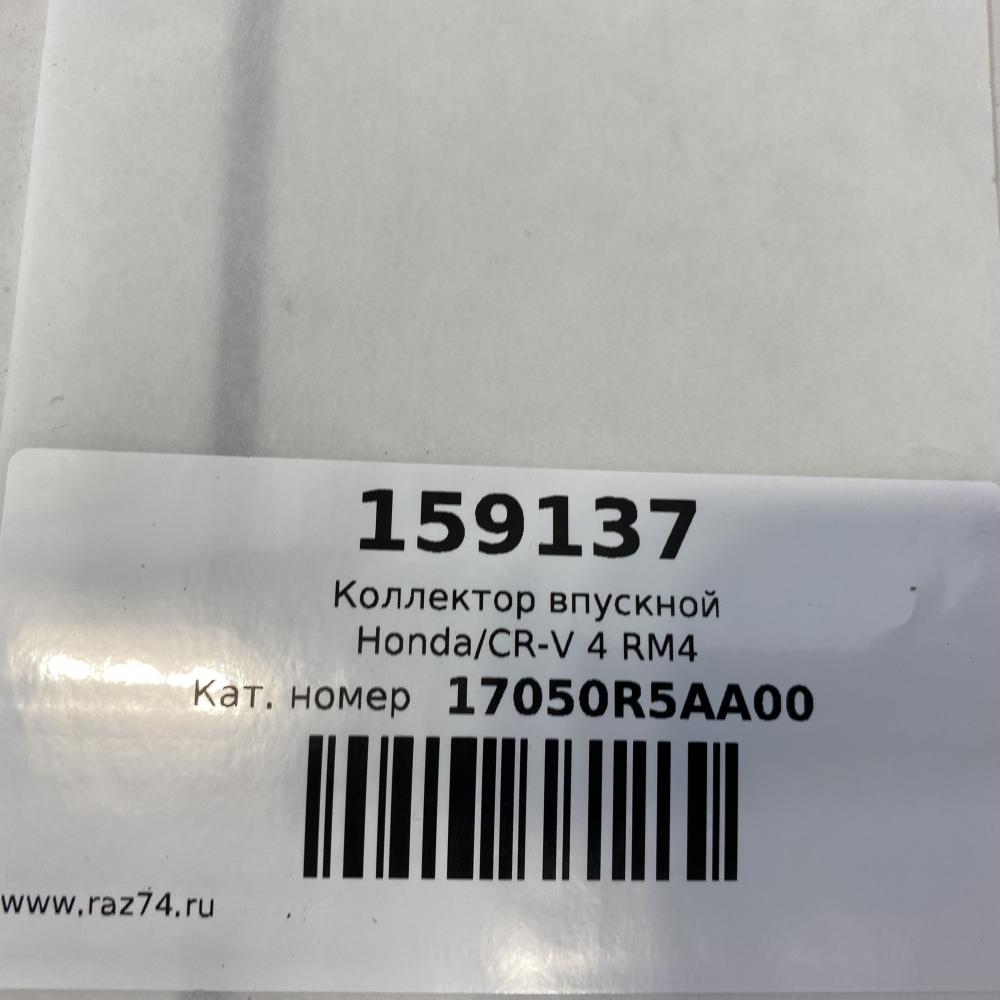 159137
Коллектор впускной
Honda/CR-V 4 RM4
Кат. номер 17050R5AA00
www.raz74.ru